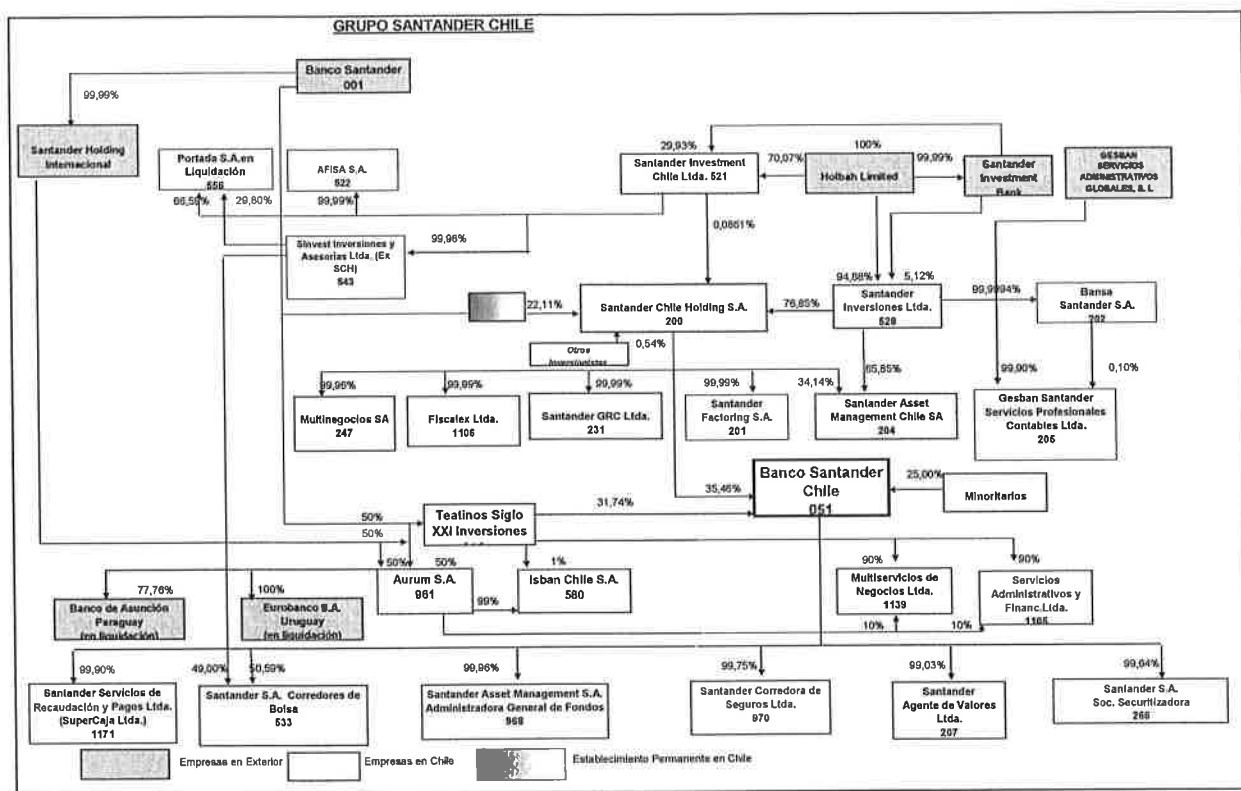 GRUPO SANTANDER CHILE
Banco Santander
001
99,99%
Santander Holding
Internacional
Portada S.A.en
Liquidación
556
AFISA S.A.
522
29,93%
Santander Investment
Chile Ltda. 521
70,07%
100%
Holbah Limited
99,99%
Santander
Investment
Bank
GESBAN
SERVICIOS
ADMINISTRATIVOS
GLOBALES, S. L
66,59%
29,80%
99,99%
Sinvest Inversiones y
Asesorias Ltda. (Ex
SCH)
543
99,96%
0,0861%
94,88%
5,12%
22,11%
Santander Chile Holding S.A.
200
76,85%
Santander
Inversiones Ltda.
528
99,9994%
Bansa
Santander S.A.
202
Otros
Inversionistas
0,54%
99,96%
99,99%
99,99%
99,99%
34,14%
65,85%
99,90%
0,10%
Multinegocios SA
247
Fiscalex Ltda.
1106
Santander GRC Ltda.
231
Santander
Factoring S.A.
201
Santander Asset
Management Chile SA
204
Gesban Santander
Servicios Profesionales
Contables Ltda.
205
35,46%
Banco Santander
Chile
051
25,00%
Minoritarios
50%
50%
Teatinos Siglo
XXI Inversiones
31,74%
50%
50%
1%
90%
90%
77,76%
100%
Aurum S.A.
961
99%
Isban Chile S.A.
580
Multiservicios de
Negocios Ltda.
1139
Servicios
Administrativos y
Financ.Ltda.
1105
10%
10%
Banco de Asunción
Paraguay
(en liquidación)
Eurobanco S.A.
Uruguay
(en liquidación)
99,90%
49,00%
50,59%
99,96%
99,75%
99,03%
99,64%
Santander Servicios de
Recaudación y Pagos Ltda.
(SuperCaja Ltda.)
1171
Santander S.A. Corredores de
Bolsa
533
Santander Asset Management S.A.
Administradora General de Fondos
968
Santander Corredora de
Seguros Ltda.
970
Santander
Agente de Valores
Ltda.
207
Santander S.A.
Soc. Securitizadora
266
Empresas en Exterior
Empresas en Chile
Establecimiento Permanente en Chile